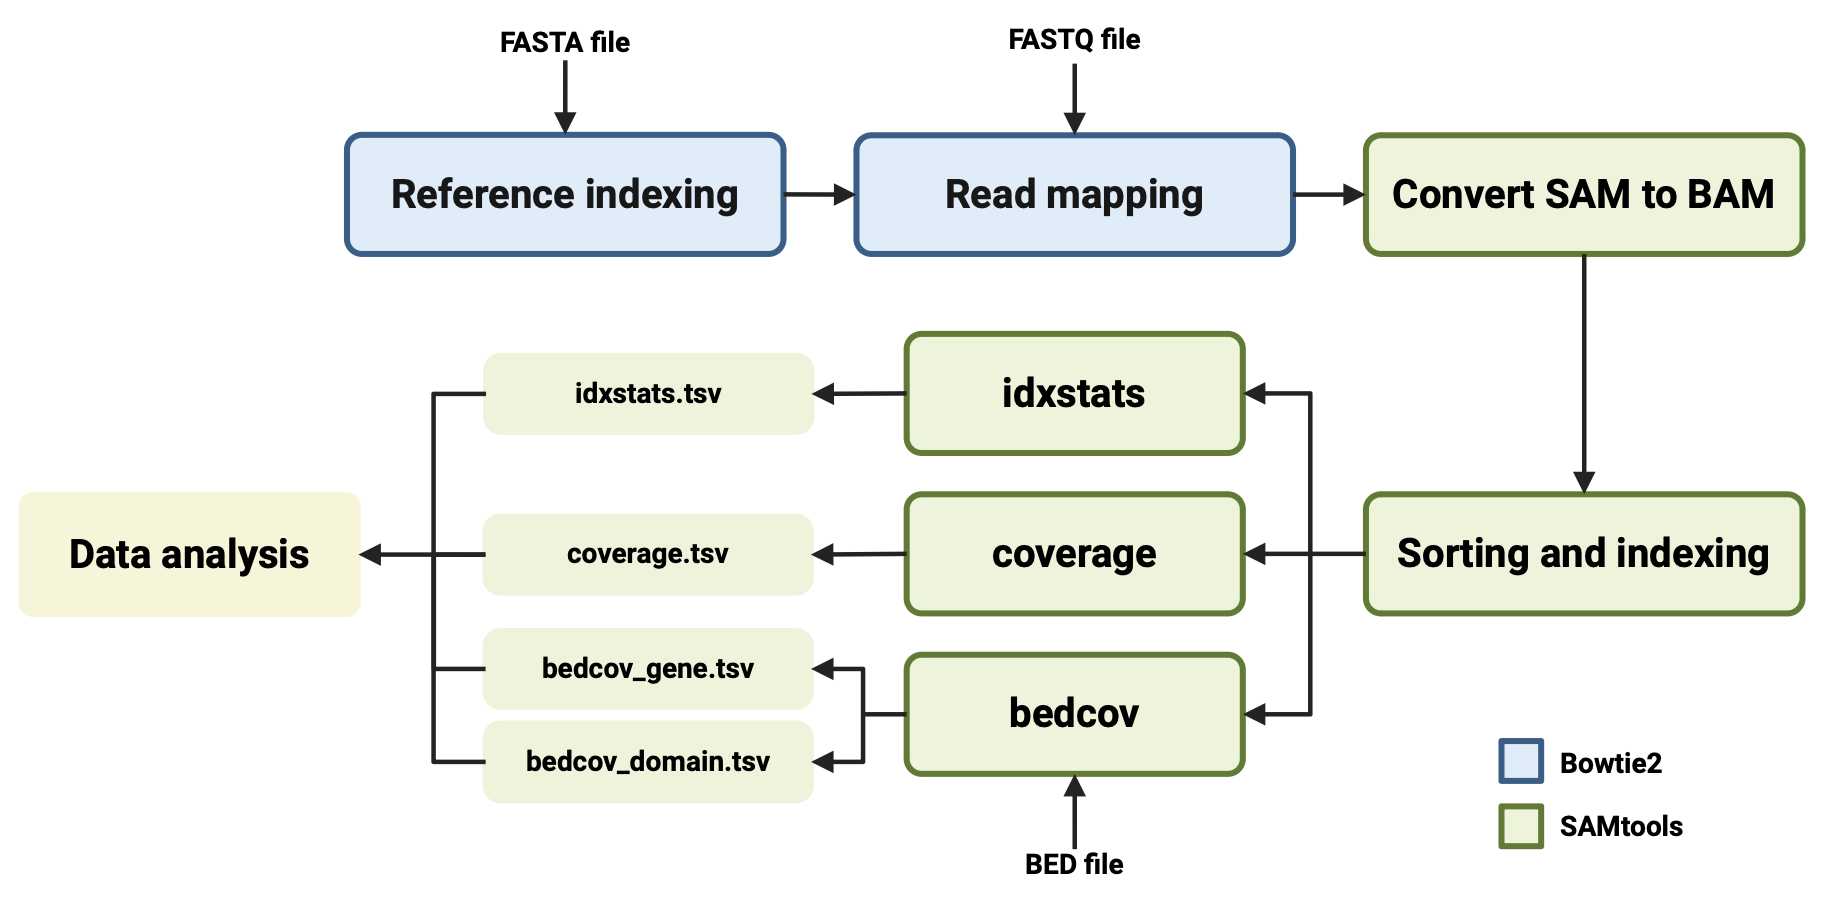 FASTA file
FASTQ file
Reference indexing
Read mapping
Convert SAM to BAM
idxstats.tsv
idxstats
Data analysis
coverage.tsv
coverage
Sorting and indexing
bedcov_gene.tsv
bedcov
bedcov_domain.tsv
Bowtie2
SAMtools
BED file